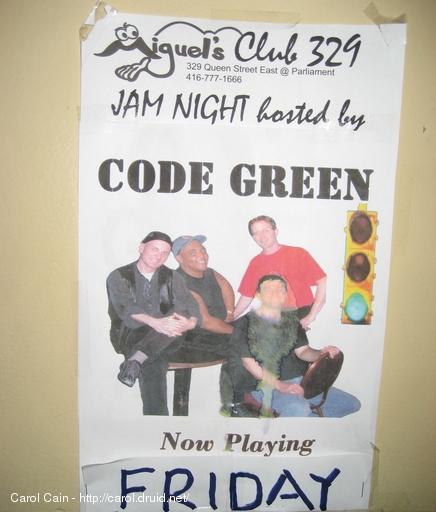 Miguel's Club 329
329 Queen Street East @ Parliament
416-777-1666
JAM NIGHT hosted by
CODE GREEN
Now Playing
FRIDAY
Carol Cain - http://carol.druid.net/